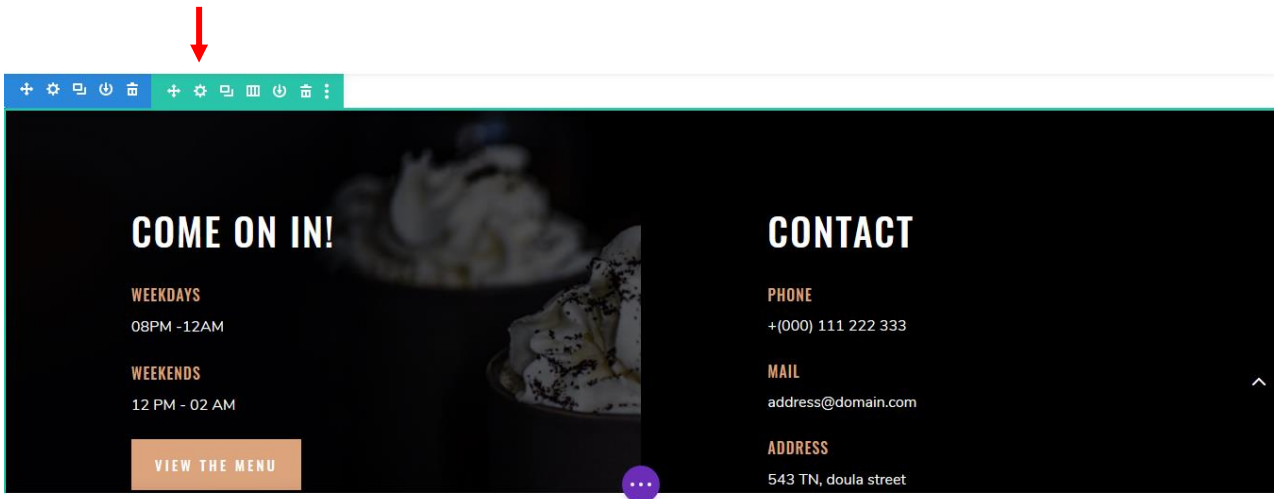 COME ON IN!
WEEKDAYS
08PM -12AM
WEEKENDS
12 PM - 02 AM
VIEW THE MENU
CONTACT
PHONE
+(000) 111 222 333
MAIL
address@domain.com
ADDRESS
543 TN, doula street